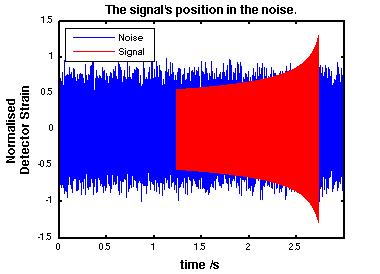 The signal's position in the noise.
1.5
Noise
Signal
1
0.5
0
-0.5
-1
-1.5
Normalised
Detector Strain
0 0.5 1 1.5 2 2.5
time /s